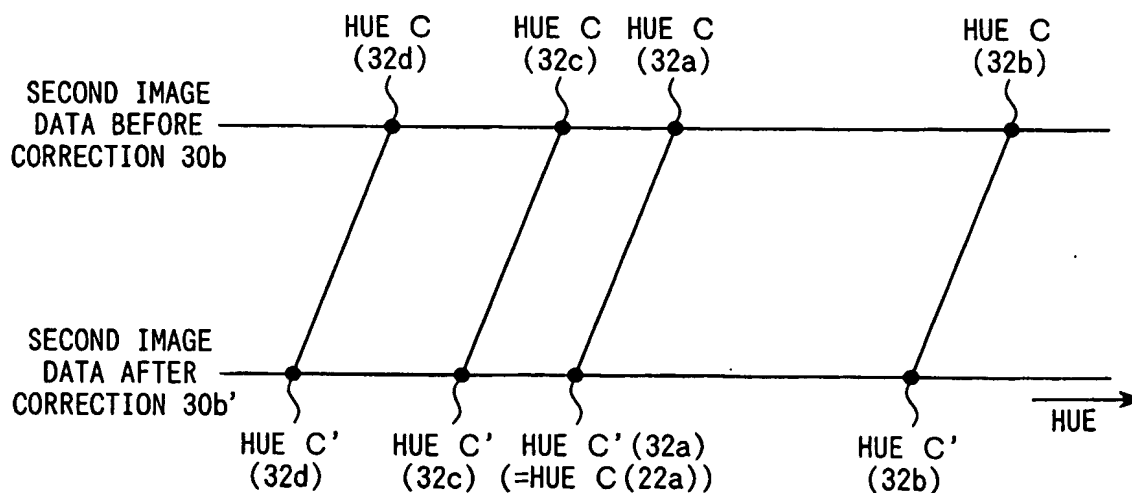 HUE C
(32d)
HUE C
(32c)
HUE C
(32a)
HUE C
(32b)
SECOND IMAGE
DATA BEFORE
CORRECTION 30b
SECOND IMAGE
DATA AFTER
CORRECTION 30b'
HUE
HUE C'
(32d)
HUE C'
(32c)
HUE C'(32a)
(=HUE C(22a))
HUE C'
(32b)